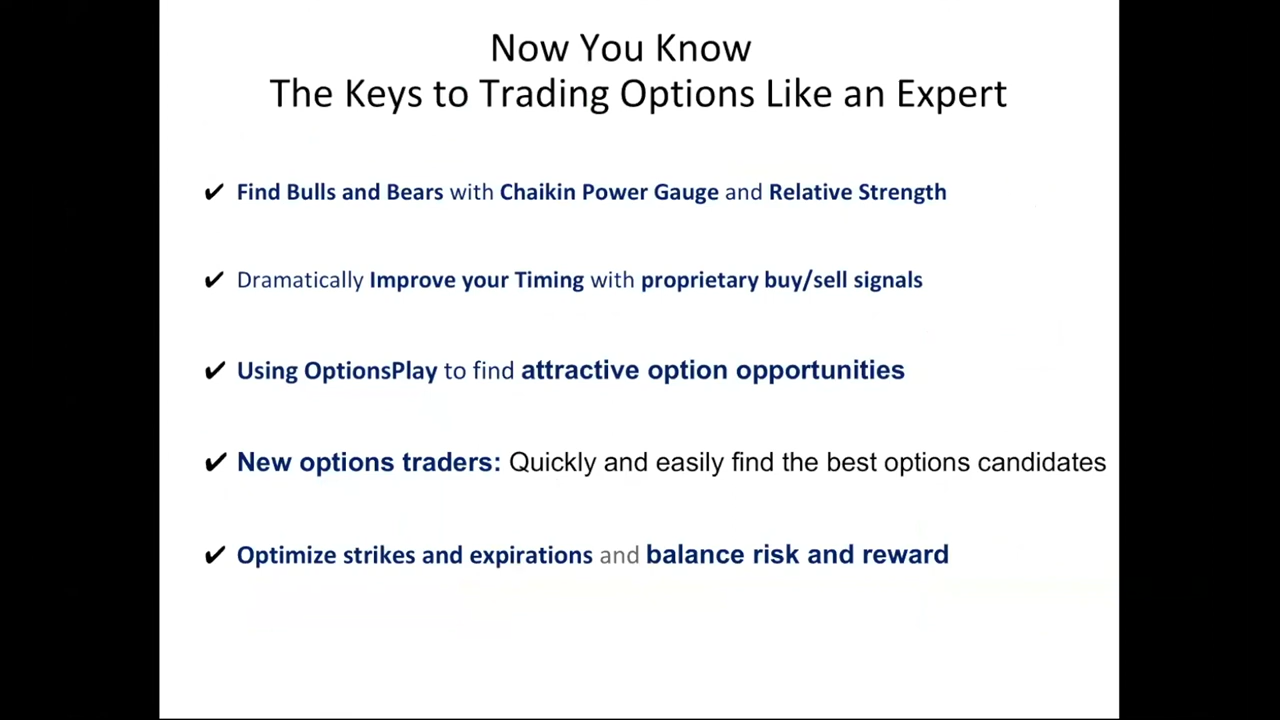 Now You Know
The Keys to Trading Options Like an Expert
✔ Find Bulls and Bears with Chaikin Power Gauge and Relative Strength
✔ Dramatically Improve your Timing with proprietary buy/sell signals
✔ Using OptionsPlay to find attractive option opportunities
✔ New options traders: Quickly and easily find the best options candidates
✔ Optimize strikes and expirations and balance risk and reward